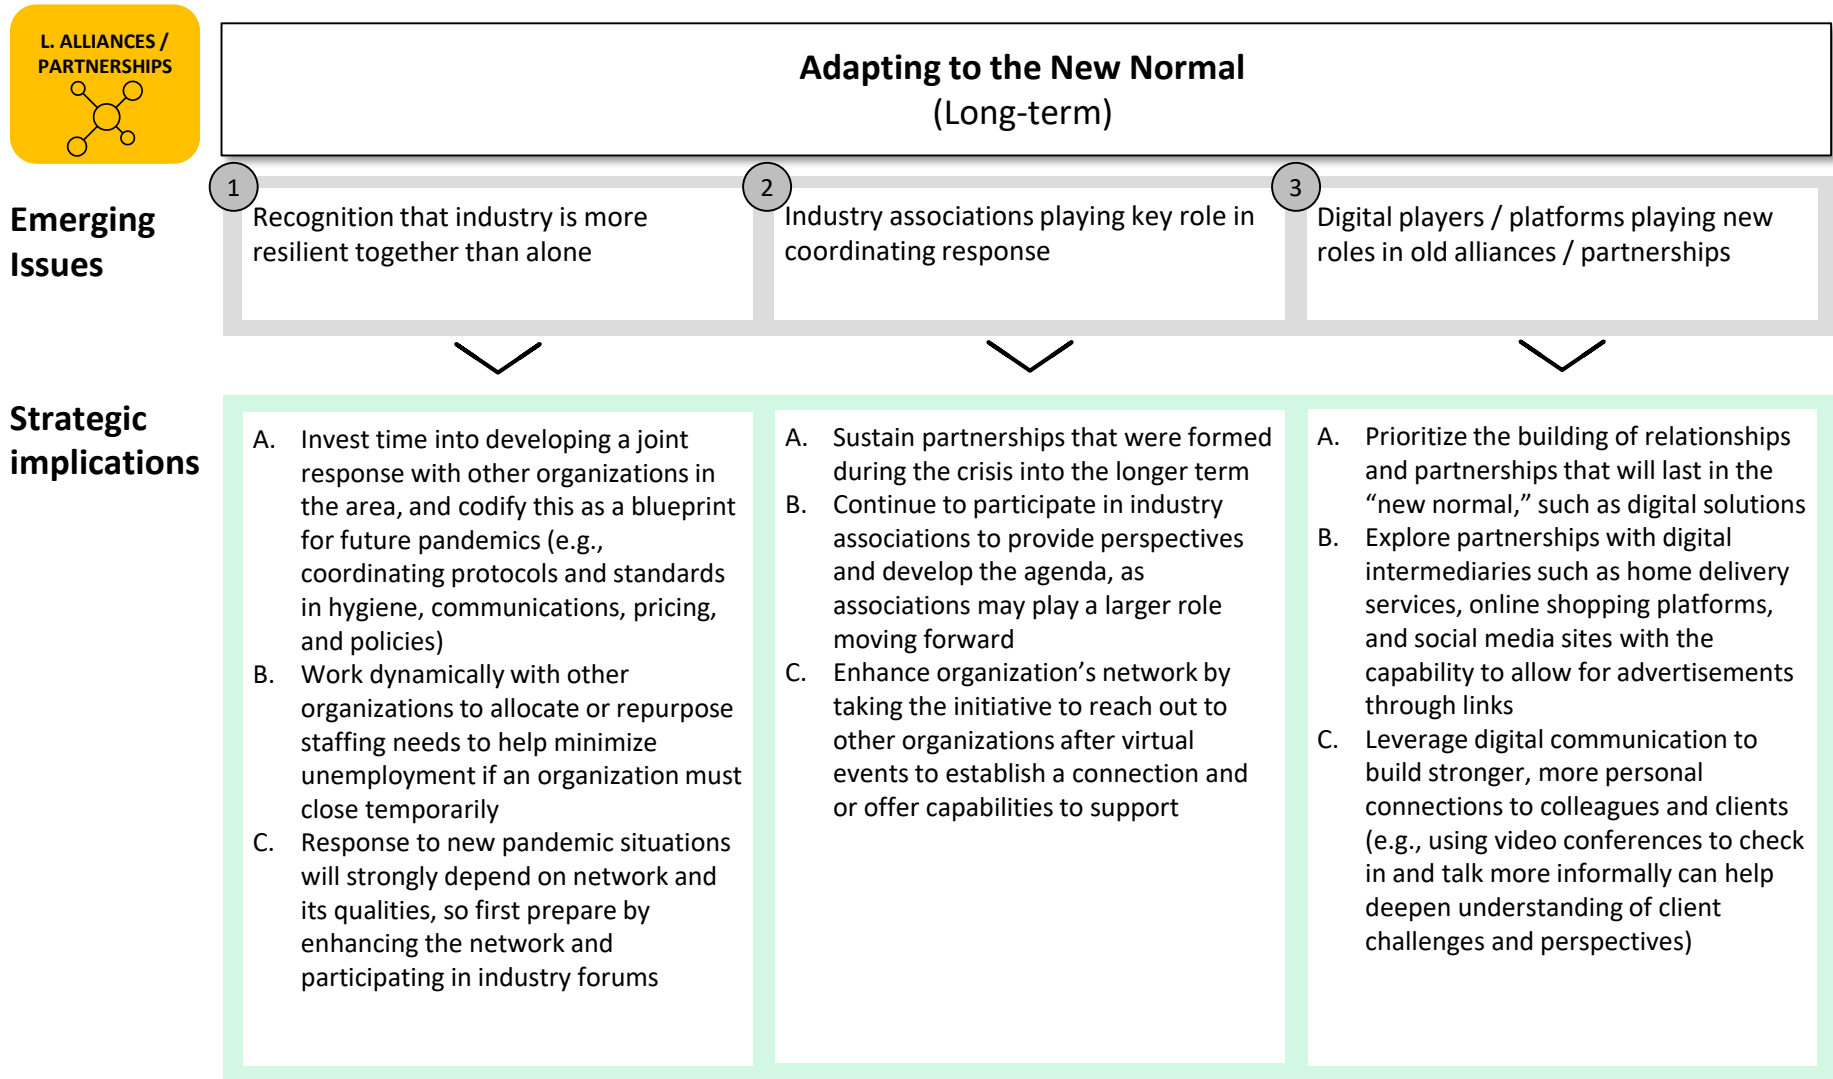 L. ALLIANCES /
PARTNERSHIPS
Adapting to the New Normal
(Long-term)
Emerging
Issues
1
Recognition that industry is more
resilient together than alone
2
Industry associations playing key role in
coordinating response
3
Digital players / platforms playing new
roles in old alliances / partnerships
Strategic
implications
A. Invest time into developing a joint
response with other organizations in
the area, and codify this as a blueprint
for future pandemics (e.g.,
coordinating protocols and standards
in hygiene, communications, pricing,
and policies)
B. Work dynamically with other
organizations to allocate or repurpose
staffing needs to help minimize
unemployment if an organization must
close temporarily
C. Response to new pandemic situations
will strongly depend on network and
its qualities, so first prepare by
enhancing the network and
participating in industry forums
A. Sustain partnerships that were formed
during the crisis into the longer term
B. Continue to participate in industry
associations to provide perspectives
and develop the agenda, as
associations may play a larger role
moving forward
C. Enhance organization’s network by
taking the initiative to reach out to
other organizations after virtual
events to establish a connection and
or offer capabilities to support
A. Prioritize the building of relationships
and partnerships that will last in the
“new normal,” such as digital solutions
B. Explore partnerships with digital
intermediaries such as home delivery
services, online shopping platforms,
and social media sites with the
capability to allow for advertisements
through links
C. Leverage digital communication to
build stronger, more personal
connections to colleagues and clients
(e.g., using video conferences to check
in and talk more informally can help
deepen understanding of client
challenges and perspectives)